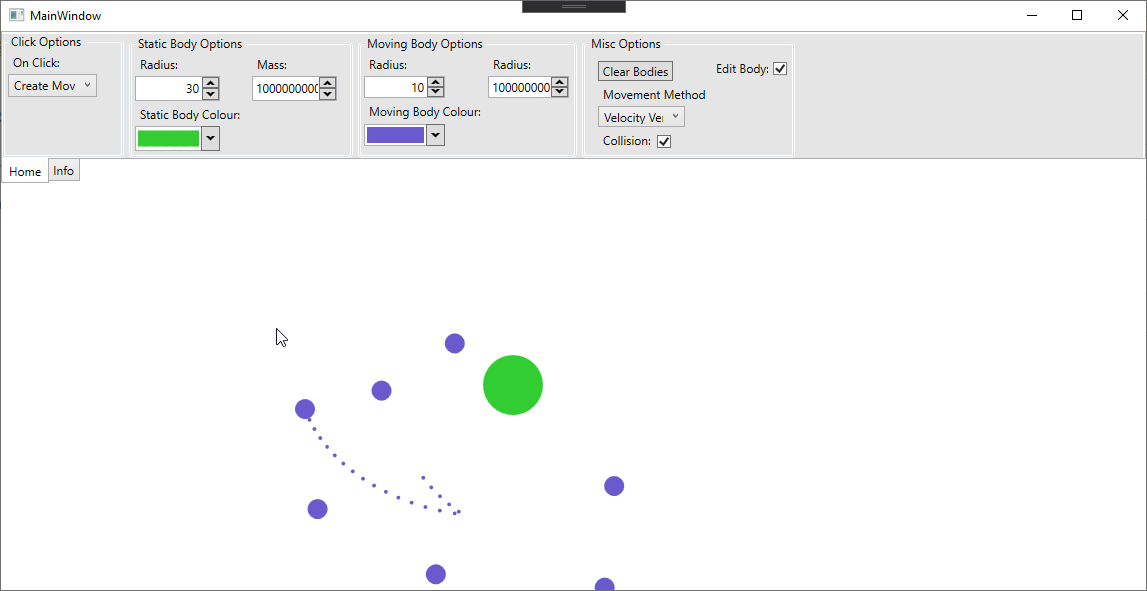 MainWindow
Click Options
On Click:
Create Mov
Static Body Options
Radius:
Mass:
30
1000000000
Static Body Colour:
Moving Body Options
Radius:
Radius:
10
100000000
Moving Body Colour:
Misc Options
Clear Bodies
Edit Body:
Movement Method
Velocity Ver
Collision:
Home
Info